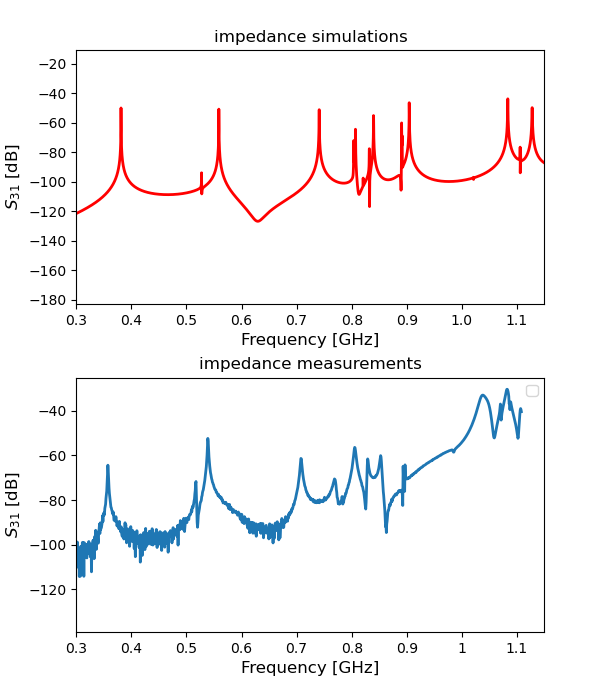 impedance simulations
S31 [dB]
−20
−40
−60
−80
−100
−120
−140
−160
−180
0.3 0.4 0.5 0.6 0.7 0.8 0.9 1.0 1.1
Frequency [GHz]
impedance measurements
S31 [dB]
−40
−60
−80
−100
−120
0.3 0.4 0.5 0.6 0.7 0.8 0.9 1 1.1
Frequency [GHz]